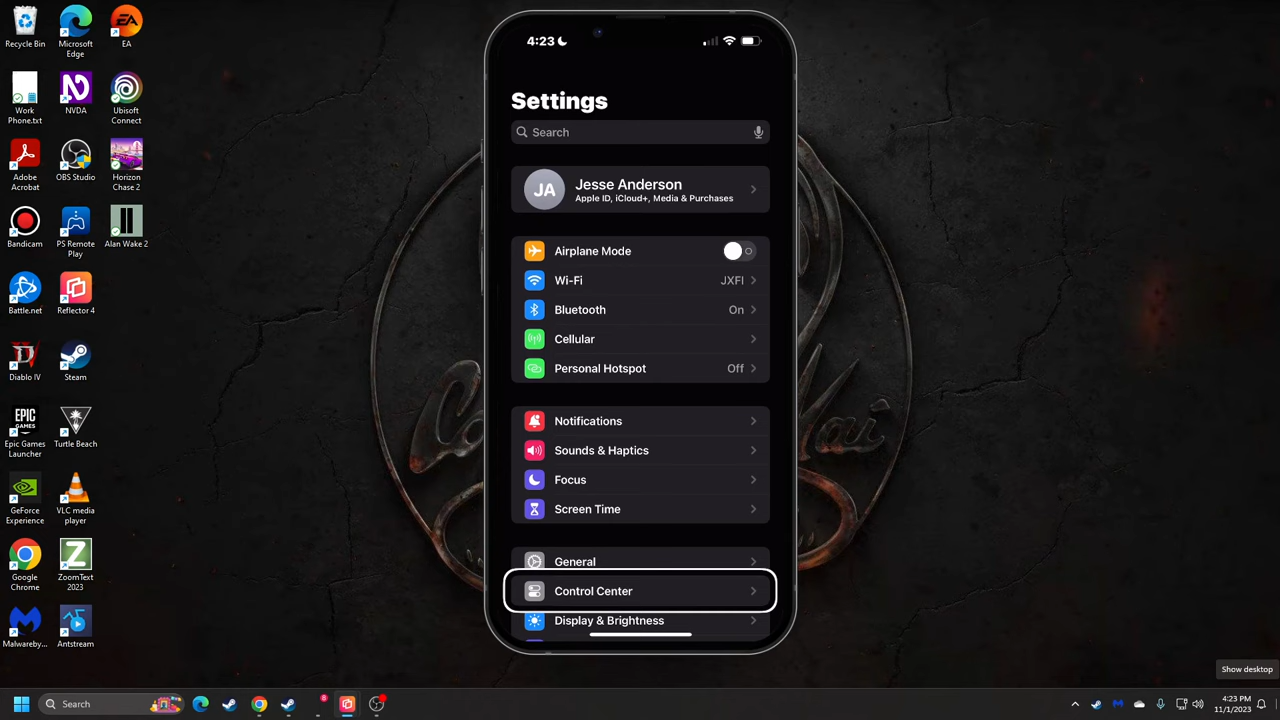 Recycle Bin
Microsoft
Edge
EA
EA
Work
Phone.txt
NVDA
Ubisoft
Connect
Adobe
Acrobat
OBS Studio
Horizon
Chase 2
Bandicam
PS Remote
Play
Alan Wake 2
Battle.net
Reflector 4
Diablo IV
Steam
EPIC
GAMES
Epic Games
Launcher
Turtle Beach
GeForce
Experience
VLC media
player
Google
Chrome
Z
ZoomText
2023
Malwareby...
Antstream
4:23
Settings
Search
JA
Jesse Anderson
Apple ID, iCloud+, Media & Purchases
Airplane Mode
Wi-Fi JXFI
Bluetooth On
Cellular
Personal Hotspot Off
Notifications
Sounds & Haptics
Focus
Screen Time
General
Control Center
Display & Brightness
Show desktop
Search
8
4:23 PM
11/1/2023